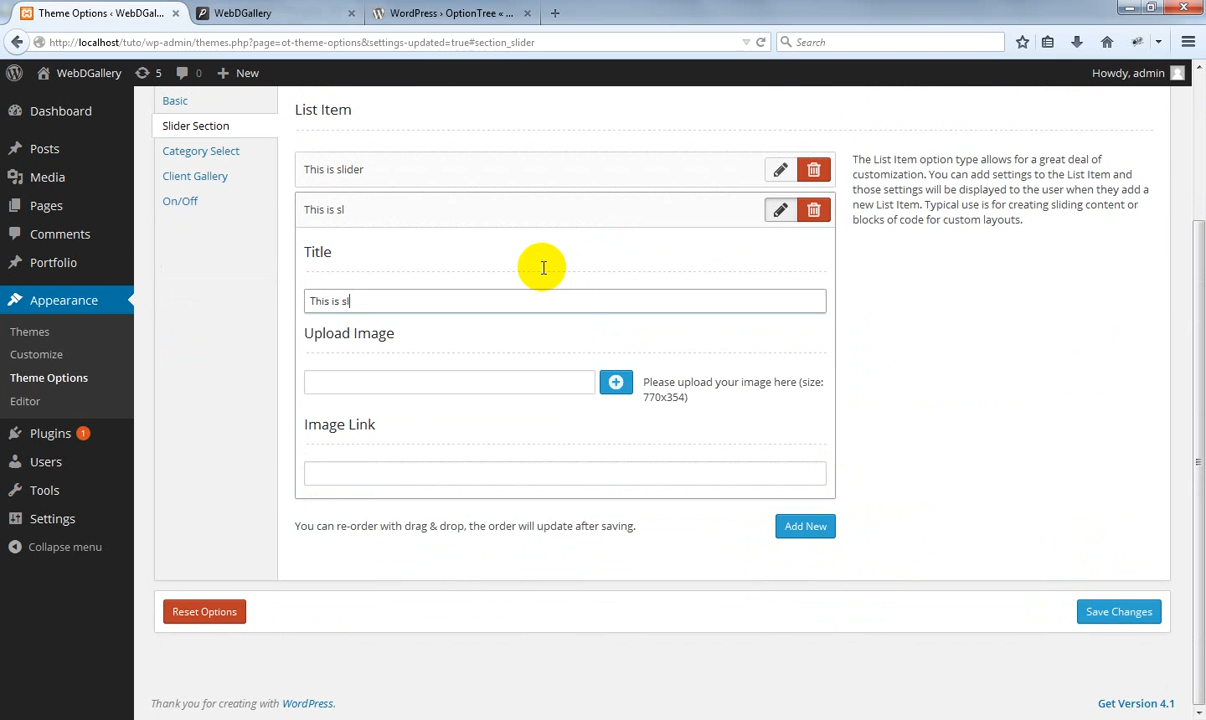 Theme Options ‹ WebDGal...
WebDGallery
WordPress › OptionTree « ...
http://localhost/tuto/wp-admin/themes.php?page=ot-theme-options&settings-updated=true#section_slider
Search
WebDGallery
5
0
New
Howdy, admin
Dashboard
Posts
Media
Pages
Comments
Portfolio
Appearance
Themes
Customize
Theme Options
Editor
Plugins 1
Users
Tools
Settings
Collapse menu
Basic
Slider Section
Category Select
Client Gallery
On/Off
List Item
This is slider
This is sl
Title
This is sl
Upload Image
Please upload your image here (size:
770x354)
Image Link
You can re-order with drag & drop, the order will update after saving.
Add New
The List Item option type allows for a great deal of
customization. You can add settings to the List Item and
those settings will be displayed to the user when they add a
new List Item. Typical use is for creating sliding content or
blocks of code for custom layouts.
Reset Options
Save Changes
Thank you for creating with WordPress.
Get Version 4.1